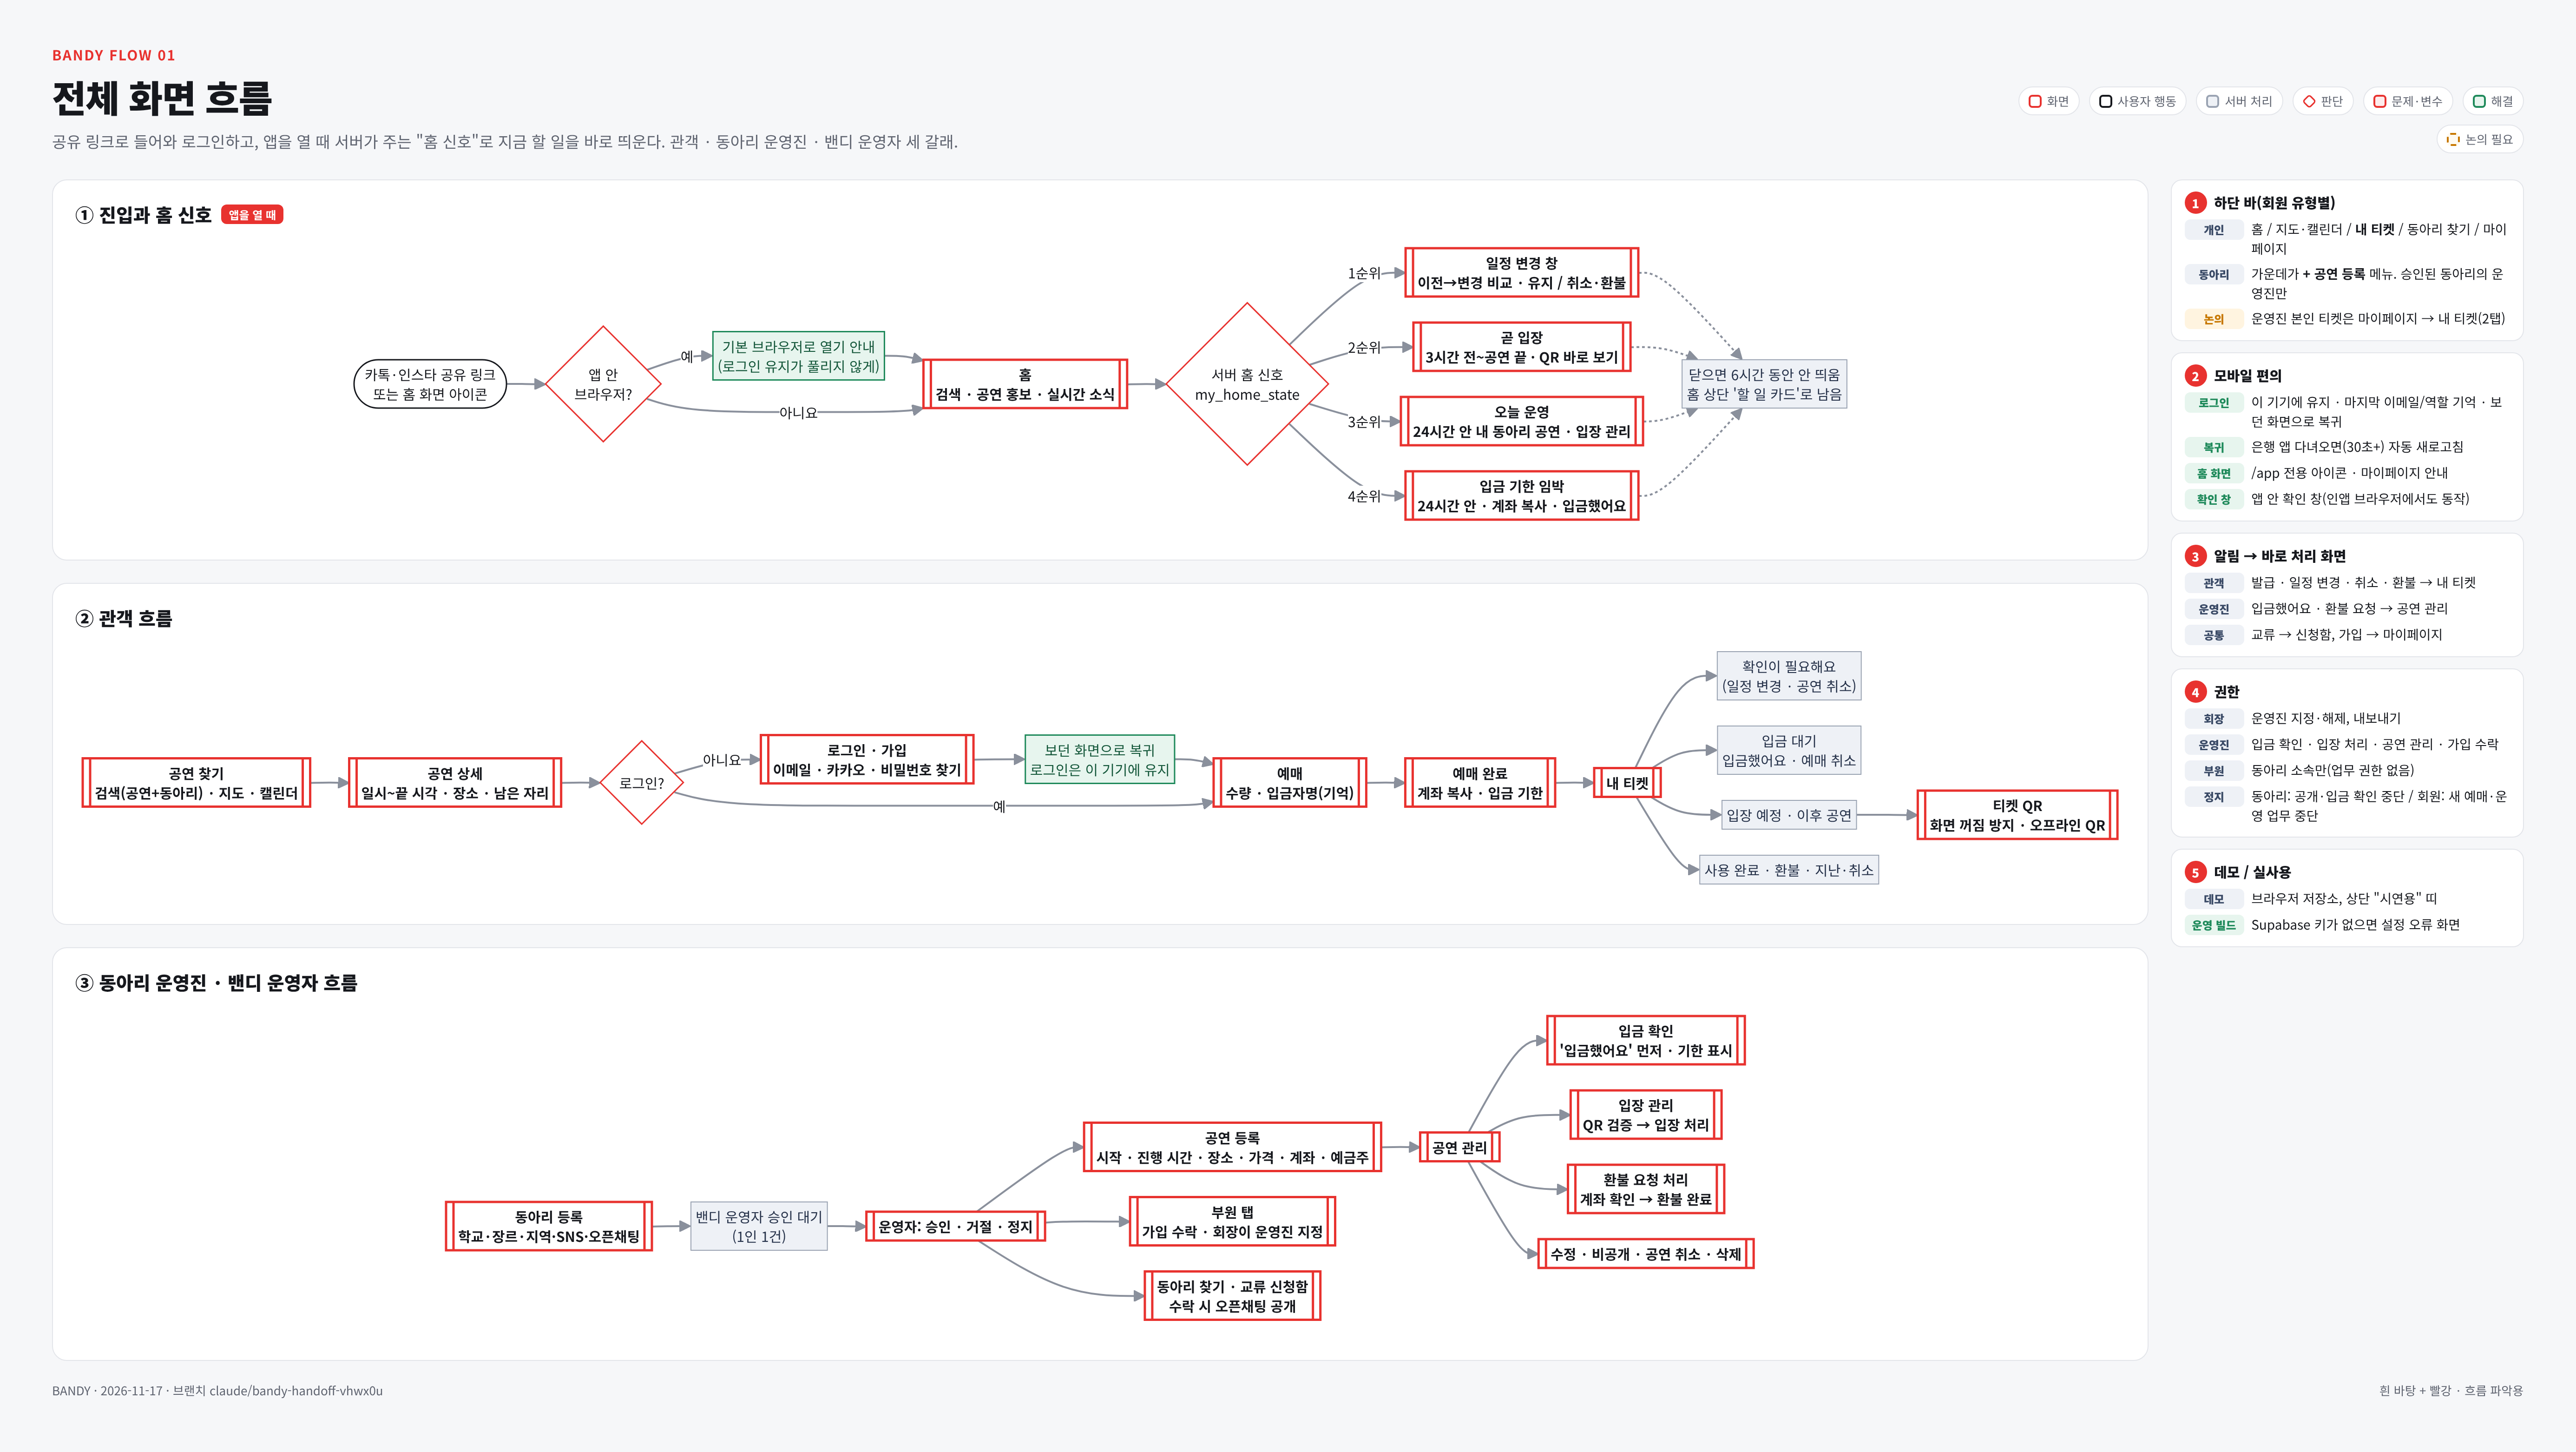 BANDY FLOW 01
전체 화면 흐름
공유 링크로 들어와 로그인하고, 앱을 열 때 서버가 주는 "홈 신호"로 지금 할 일을 바로 띄운다. 관객 · 동아리 운영진 · 밴디 운영자 세 갈래.
화면
사용자 행동
서버 처리
판단
문제·변수
해결
논의 필요
① 진입과 홈 신호
앱을 열 때
카톡·인스타 공유 링크
또는 홈 화면 아이콘
앱 안
브라우저?
예
기본 브라우저로 열기 안내
(로그인 유지가 풀리지 않게)
아니요
홈
검색 · 공연 홍보 · 실시간 소식
서버 홈 신호
my_home_state
1순위
일정 변경 창
이전→변경 비교 · 유지 / 취소·환불
2순위
곧 입장
3시간 전~공연 끝 · QR 바로 보기
3순위
오늘 운영
24시간 안 내 동아리 공연 · 입장 관리
4순위
입금 기한 임박
24시간 안 · 계좌 복사 · 입금했어요
닫으면 6시간 동안 안 띄움
홈 상단 '할 일 카드'로 남음
② 관객 흐름
공연 찾기
검색(공연+동아리) · 지도 · 캘린더
공연 상세
일시~끝 시각 · 장소 · 남은 자리
로그인?
아니요
로그인 · 가입
이메일 · 카카오 · 비밀번호 찾기
보던 화면으로 복귀
로그인은 이 기기에 유지
예
예매
수량 · 입금자명(기억)
예매 완료
계좌 복사 · 입금 기한
내 티켓
확인이 필요해요
(일정 변경 · 공연 취소)
입금 대기
입금했어요 · 예매 취소
입장 예정 · 이후 공연
사용 완료 · 환불 · 지난·취소
티켓 QR
화면 꺼짐 방지 · 오프라인 QR
③ 동아리 운영진 · 밴디 운영자 흐름
동아리 등록
학교·장르·지역·SNS·오픈채팅
밴디 운영자 승인 대기
(1인 1건)
운영자: 승인 · 거절 · 정지
공연 등록
시작 · 진행 시간 · 장소 · 가격 · 계좌 · 예금주
부원 탭
가입 수락 · 회장이 운영진 지정
동아리 찾기 · 교류 신청함
수락 시 오픈채팅 공개
공연 관리
입금 확인
'입금했어요' 먼저 · 기한 표시
입장 관리
QR 검증 → 입장 처리
환불 요청 처리
계좌 확인 → 환불 완료
수정 · 비공개 · 공연 취소 · 삭제
1 하단 바(회원 유형별)
개인 홈 / 지도·캘린더 / 내 티켓 / 동아리 찾기 / 마이
페이지
동아리 가운데가 + 공연 등록 메뉴. 승인된 동아리의 운
영진만
논의 운영진 본인 티켓은 마이페이지 → 내 티켓(2탭)
2 모바일 편의
로그인 이 기기에 유지 · 마지막 이메일/역할 기억 · 보
던 화면으로 복귀
복귀 은행 앱 다녀오면(30초+) 자동 새로고침
홈 화면 /app 전용 아이콘 · 마이페이지 안내
확인 창 앱 안 확인 창(인앱 브라우저에서도 동작)
3 알림 → 바로 처리 화면
관객 발급 · 일정 변경 · 취소 · 환불 → 내 티켓
운영진 입금했어요 · 환불 요청 → 공연 관리
공통 교류 → 신청함, 가입 → 마이페이지
4 권한
회장 운영진 지정·해제, 내보내기
운영진 입금 확인 · 입장 처리 · 공연 관리 · 가입 수락
부원 동아리 소속만(업무 권한 없음)
정지 동아리: 공개·입금 확인 중단 / 회원: 새 예매·운
영 업무 중단
5 데모 / 실사용
데모 브라우저 저장소, 상단 "시연용" 띠
운영 빌드 Supabase 키가 없으면 설정 오류 화면
BANDY · 2026-11-17 · 브랜치 claude/bandy-handoff-vhwx0u
흰 바탕 + 빨강 · 흐름 파악용